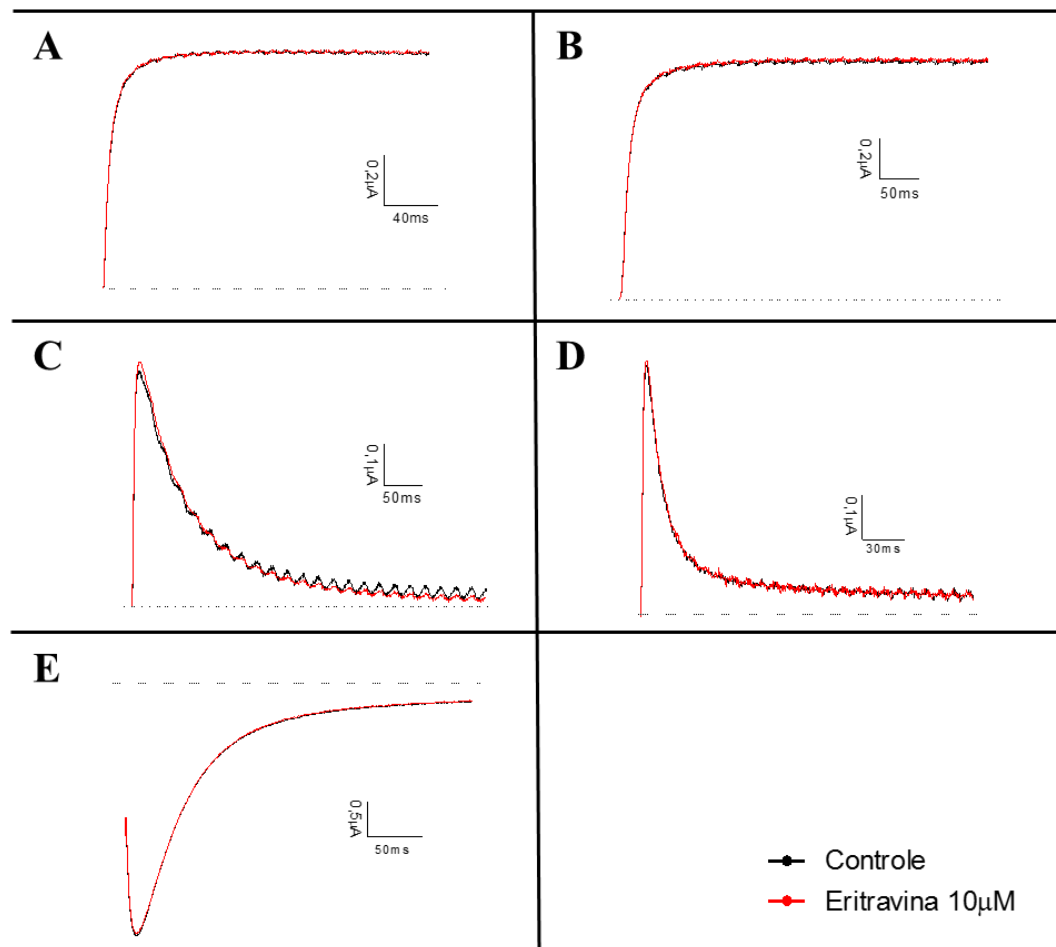 A
0,2µA
40ms
B
0,2µA
50ms
C
0,1µA
50ms
D
0,1µA
30ms
E
0,5µA
50ms
Controle
Eritravina 10µM